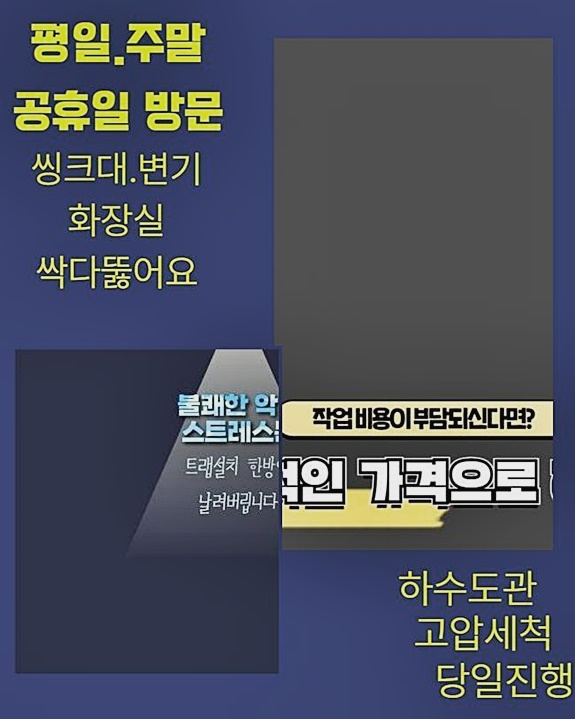 평일.주말
공휴일 방문
씽크대.변기
화장실
싹다뚫어요
불쾌한 악
스트레스
트랩설치 한방
날려버립니다
작업 비용이 부담되신다면?
적인 가격으로
하수도관
고압세척
당일진행